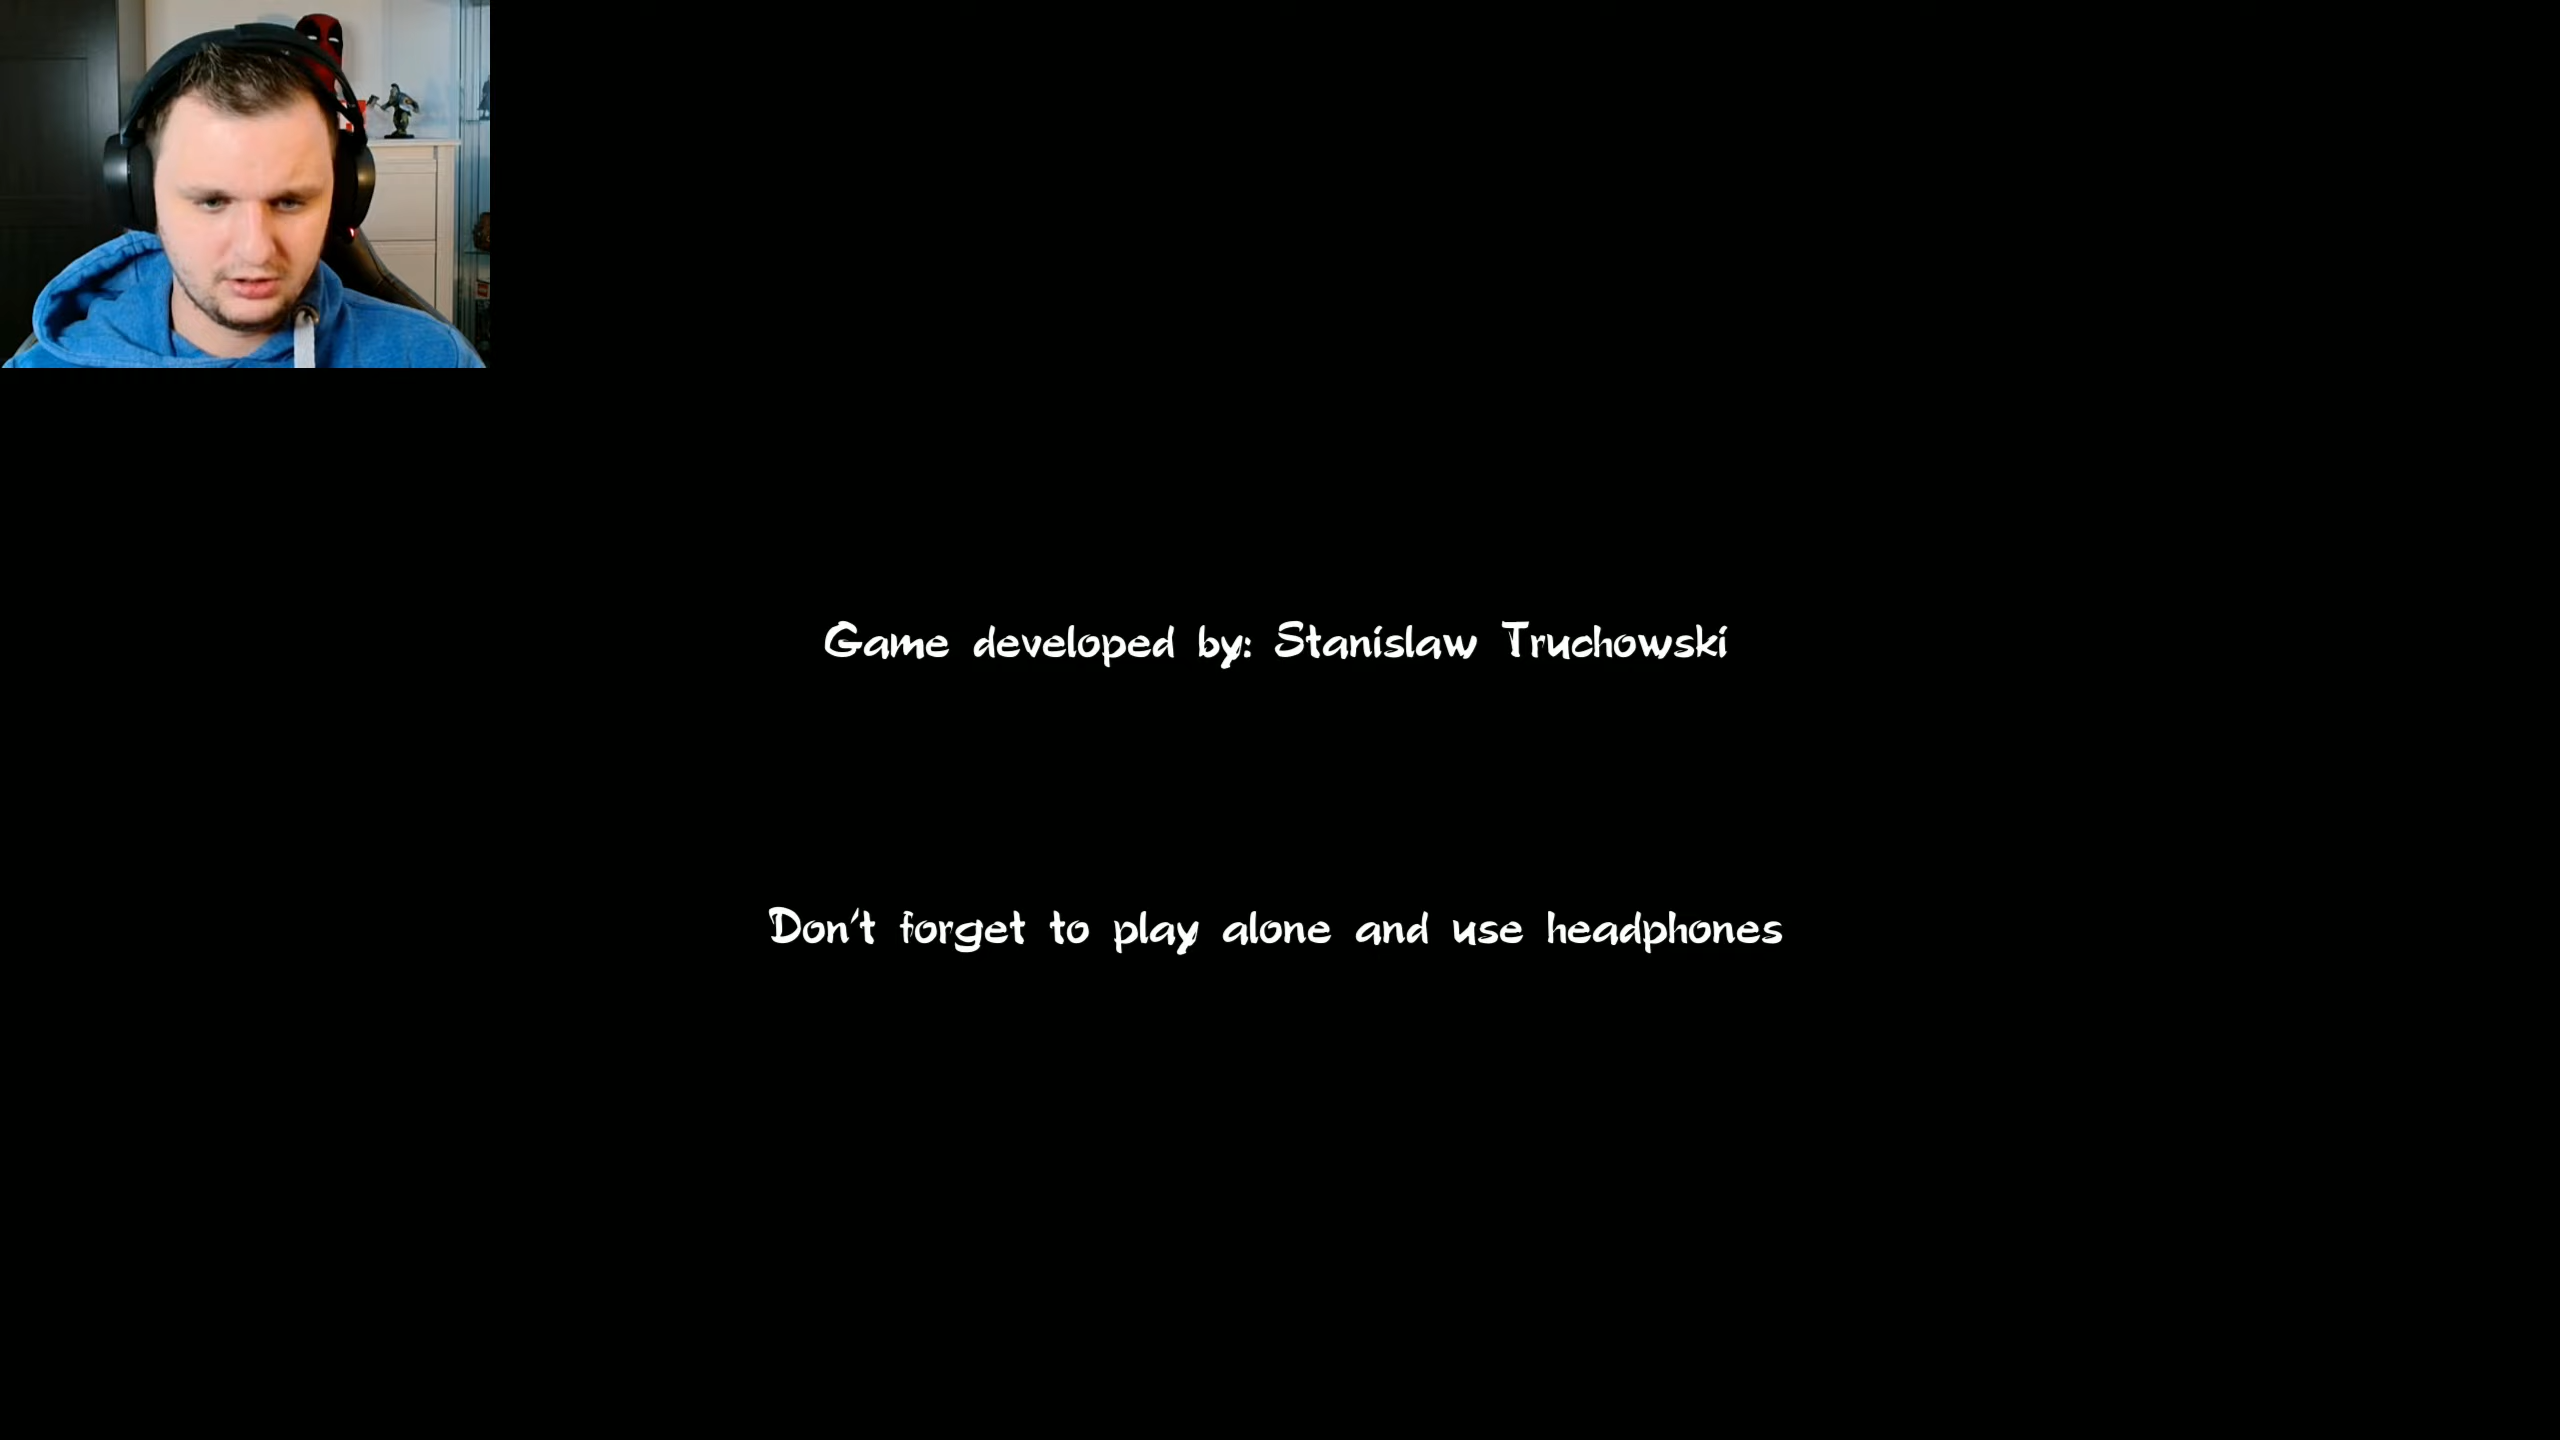 Game developed by: Stanislaw Truchowski
Don't forget to play alone and use headphones